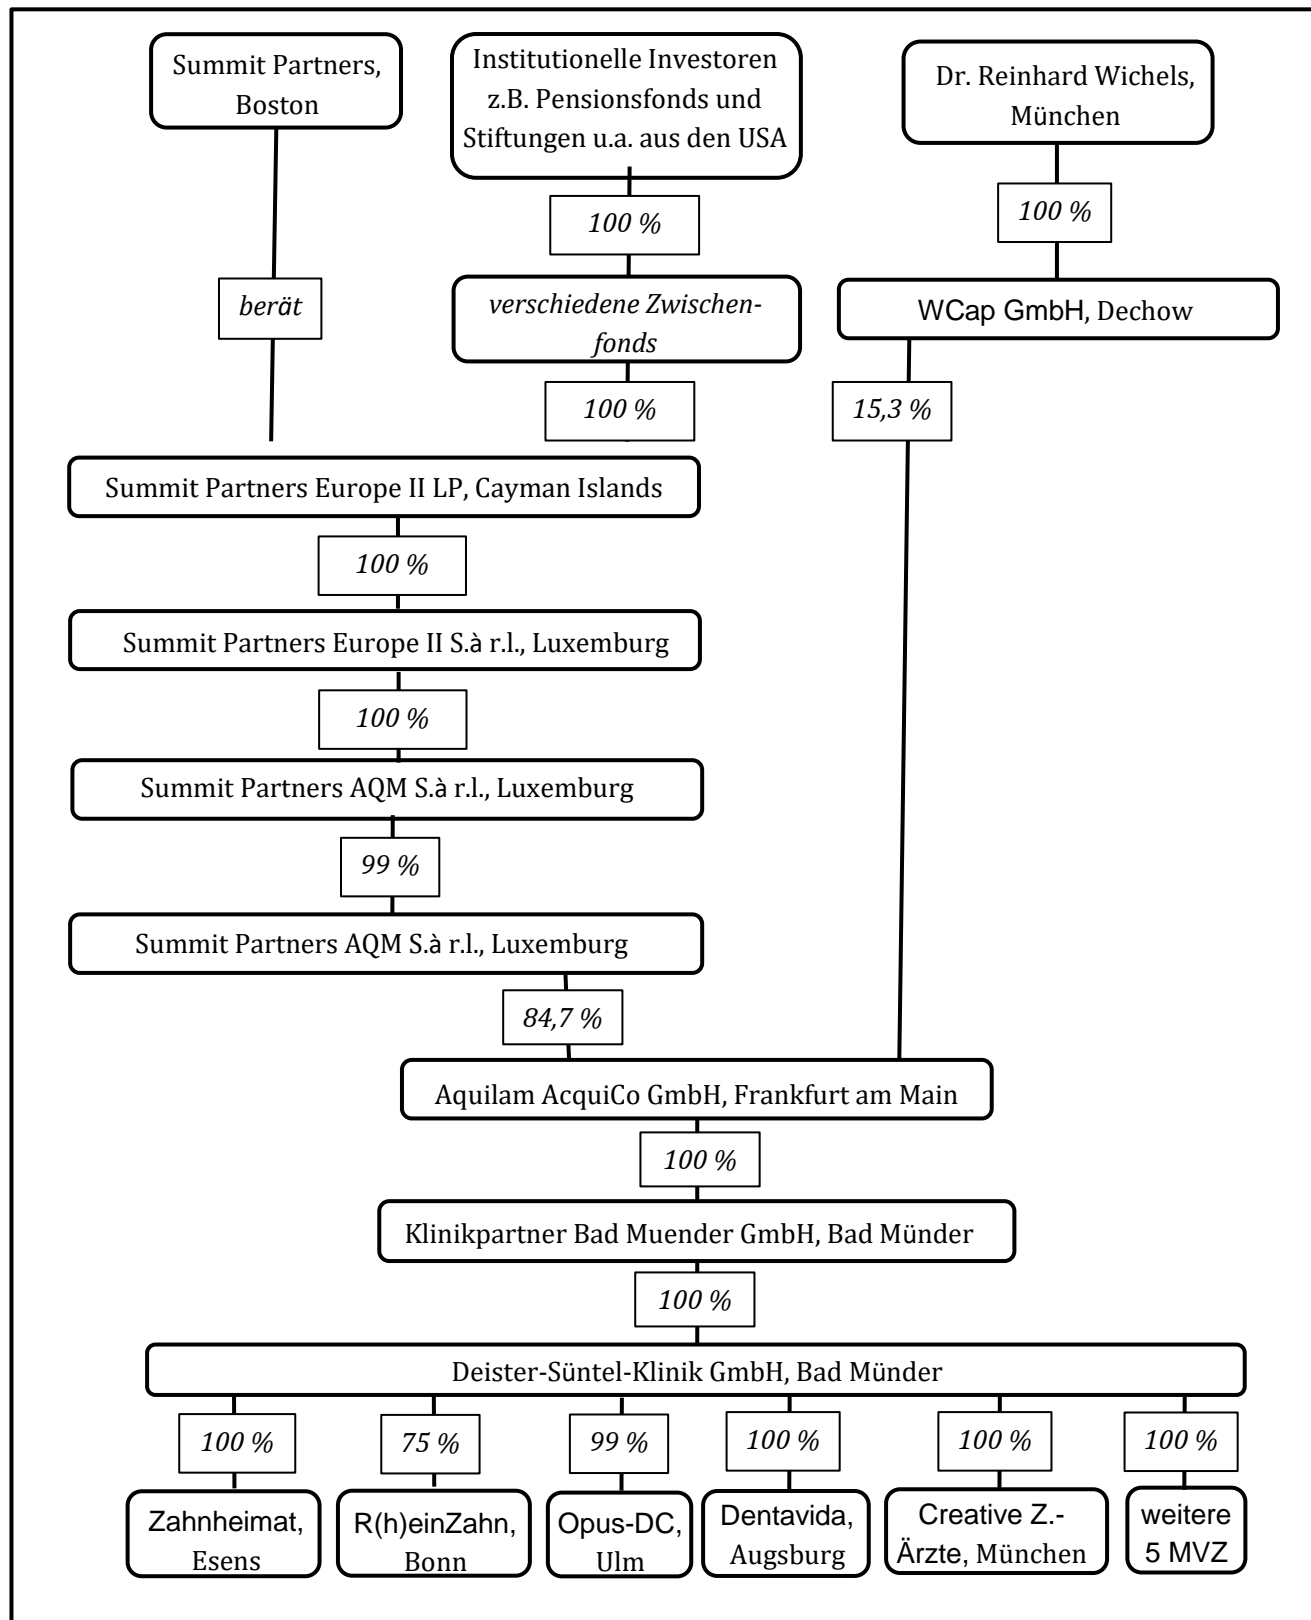 Summit Partners,
Boston
Institutionelle Investoren
z.B. Pensionsfonds und
Stiftungen u.a. aus den USA
Dr. Reinhard Wichels,
München
100 %
100 %
berät
verschiedene Zwischen-
fonds
WCap GmbH, Dechow
100 %
15,3 %
Summit Partners Europe II LP, Cayman Islands
100 %
Summit Partners Europe II S.à r.l., Luxemburg
100 %
Summit Partners AQM S.à r.l., Luxemburg
99 %
Summit Partners AQM S.à r.l., Luxemburg
84,7 %
Aquilam AcquiCo GmbH, Frankfurt am Main
100 %
Klinikpartner Bad Muender GmbH, Bad Münder
100 %
Deister-Süntel-Klinik GmbH, Bad Münder
100 %
75 %
99 %
100 %
100 %
100 %
Zahnheimat,
Esens
R(h)einZahn,
Bonn
Opus-DC,
Ulm
Dentavida,
Augsburg
Creative Z.-
Ärzte, München
weitere
5 MVZ